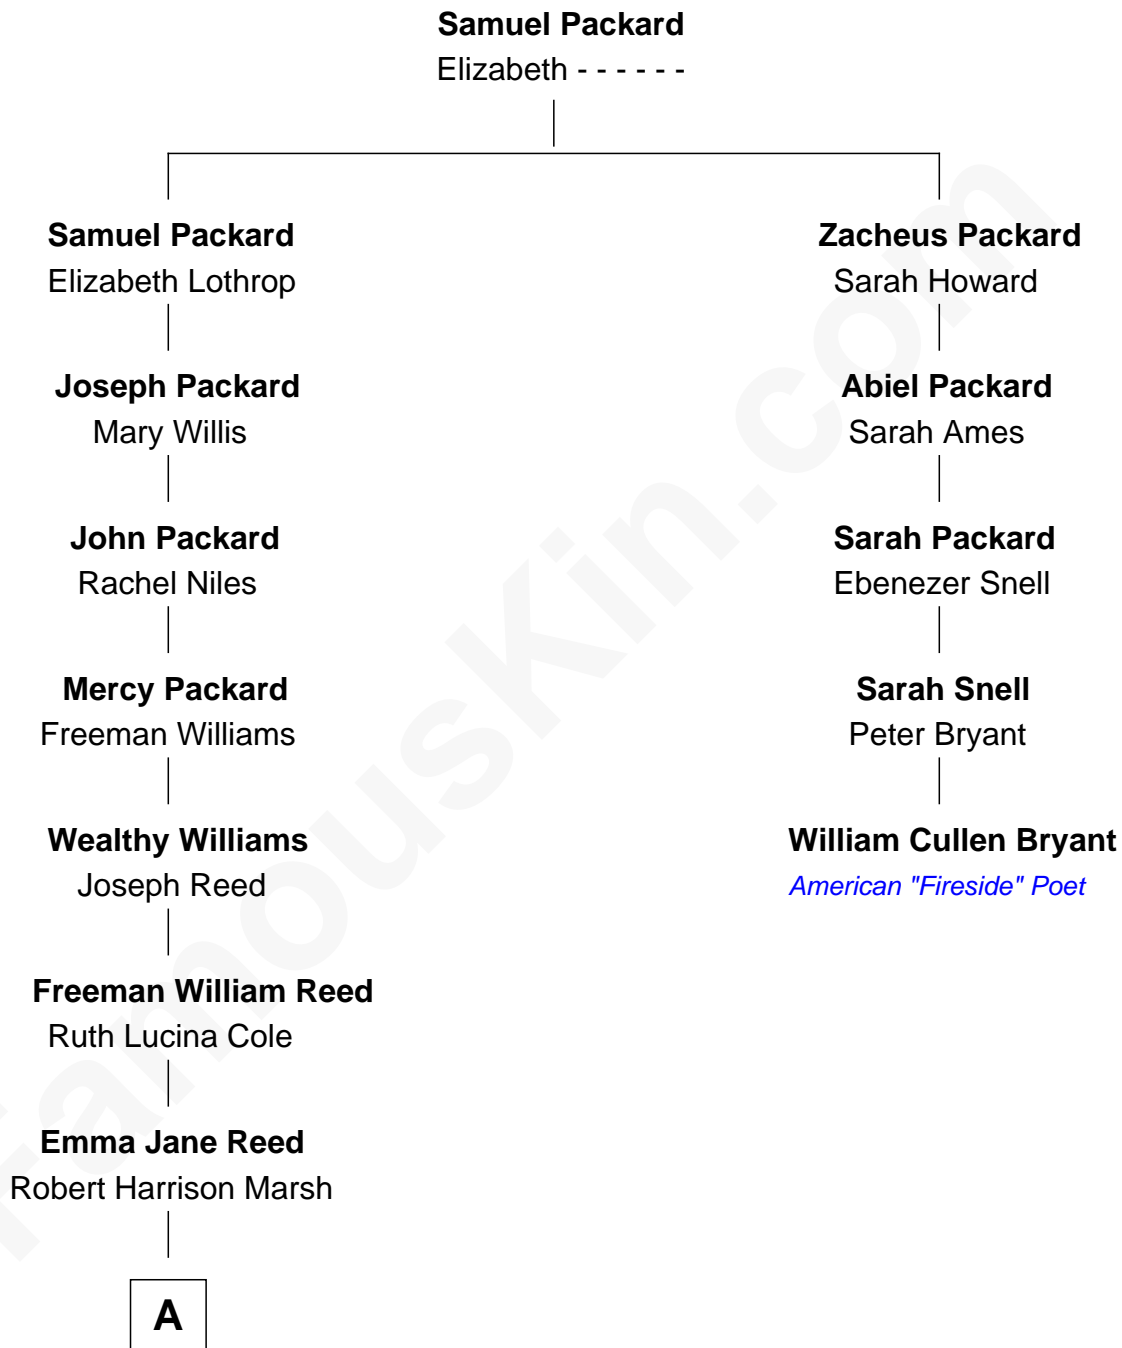 Samuel Packard
Elizabeth - - - - - -
Samuel Packard
Elizabeth Lothrop
Zacheus Packard
Sarah Howard
Joseph Packard
Mary Willis
Abiel Packard
Sarah Ames
John Packard
Rachel Niles
Sarah Packard
Ebenezer Snell
Mercy Packard
Freeman Williams
Sarah Snell
Peter Bryant
Wealthy Williams
Joseph Reed
William Cullen Bryant
American "Fireside" Poet
Freeman William Reed
Ruth Lucina Cole
Emma Jane Reed
Robert Harrison Marsh
A
FamousKin.com